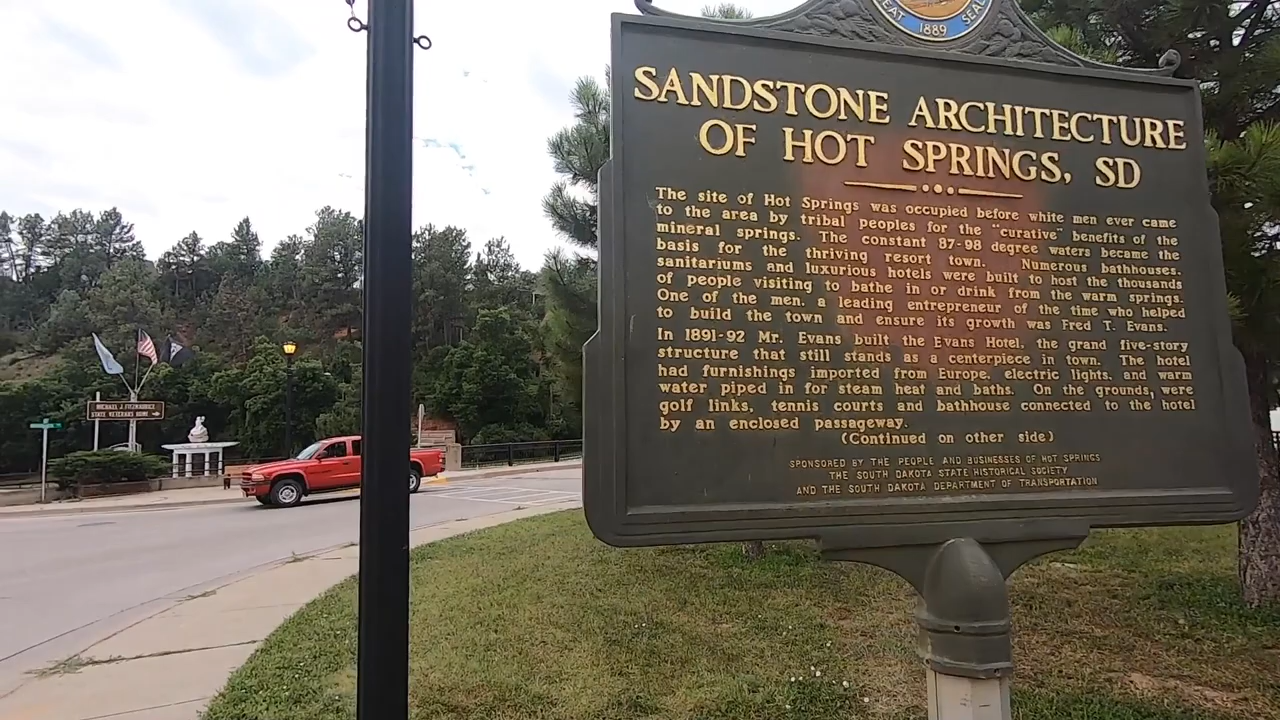 EAT SEAL
1889
SANDSTONE ARCHITECTURE
OF HOT SPRINGS, SD
The site of Hot Springs was occupied before white men ever came
to the area by tribal peoples for the "curative" benefits of the
mineral springs. The constant 87-98 degree waters became the
basis for the thriving resort town. Numerous bathhouses,
sanitariums and luxurious hotels were built to host the thousands
of people visiting to bathe in or drink from the warm springs.
One of the men, a leading entrepreneur of the time who helped
to build the town and ensure its growth was Fred T. Evans.
In 1891-92 Mr. Evans built the Evans Hotel, the grand five-story
structure that still stands as a centerpiece in town. The hotel
had furnishings imported from Europe, electric lights, and warm
water piped in for steam heat and baths. On the grounds, were
golf links, tennis courts and bathhouse connected to the hotel
by an enclosed passageway.
(Continued on other side)
SPONSORED BY THE PEOPLE AND BUSINESSES OF HOT SPRINGS
THE SOUTH DAKOTA STATE HISTORICAL SOCIETY
AND THE SOUTH DAKOTA DEPARTMENT OF TRANSPORTATION
MICHAEL J FITZMAURICE
STATE VETERANS HOME